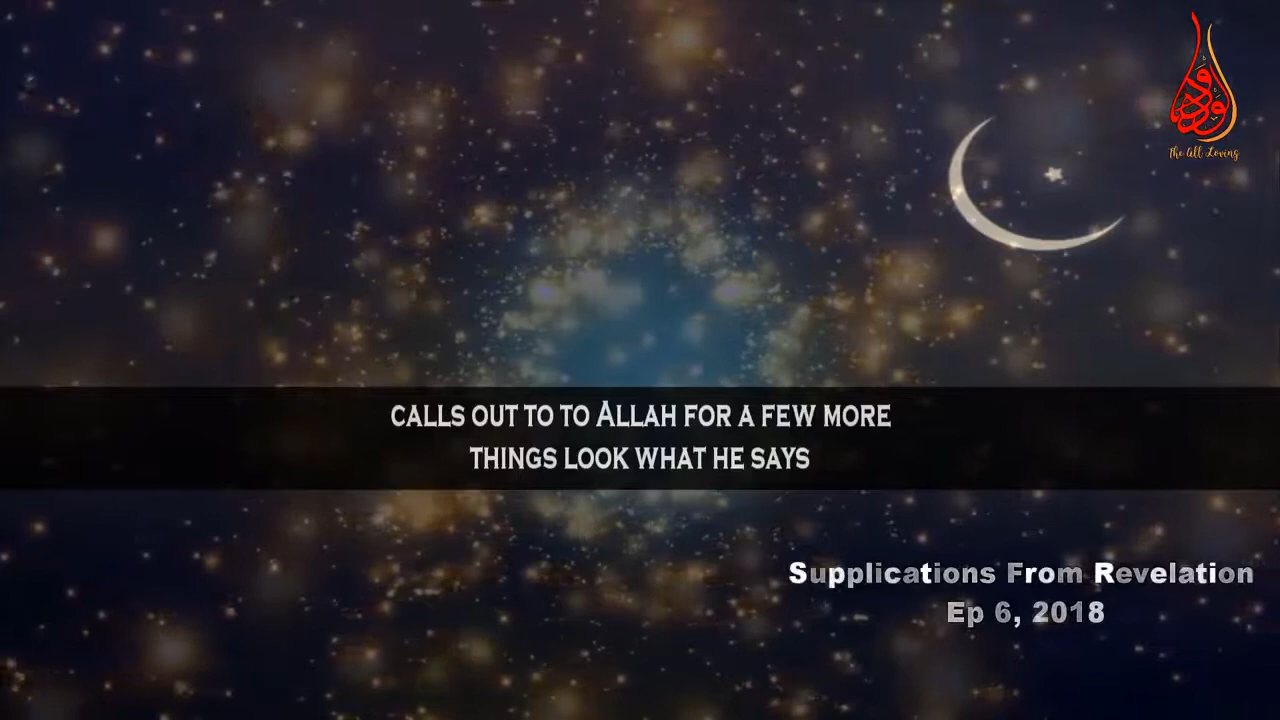 الودود
The All Loving
CALLS OUT TO TO ALLAH FOR A FEW MORE
THINGS LOOK WHAT HE SAYS
Supplications From Revelation
Ep 6, 2018